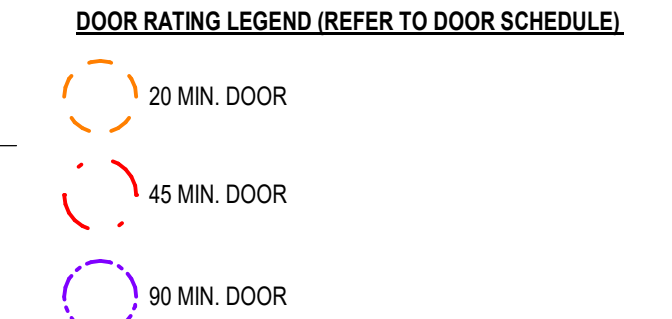 DOOR RATING LEGEND (REFER TO DOOR SCHEDULE)
20 MIN. DOOR
45 MIN. DOOR
90 MIN. DOOR